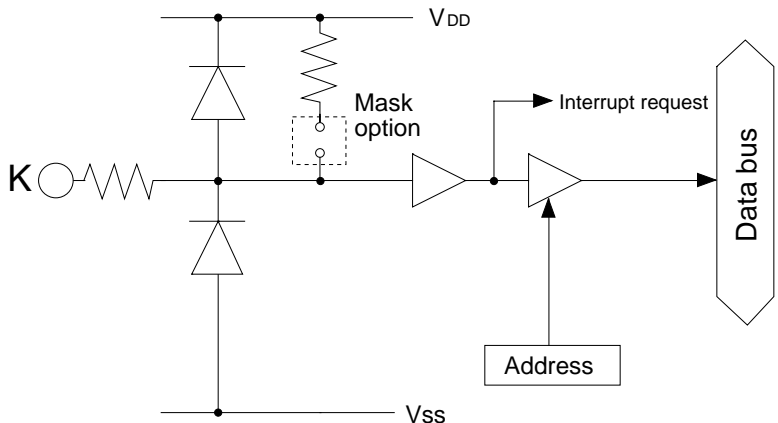 VDD
Mask
option
Interrupt request
K
Data bus
Address
Vss